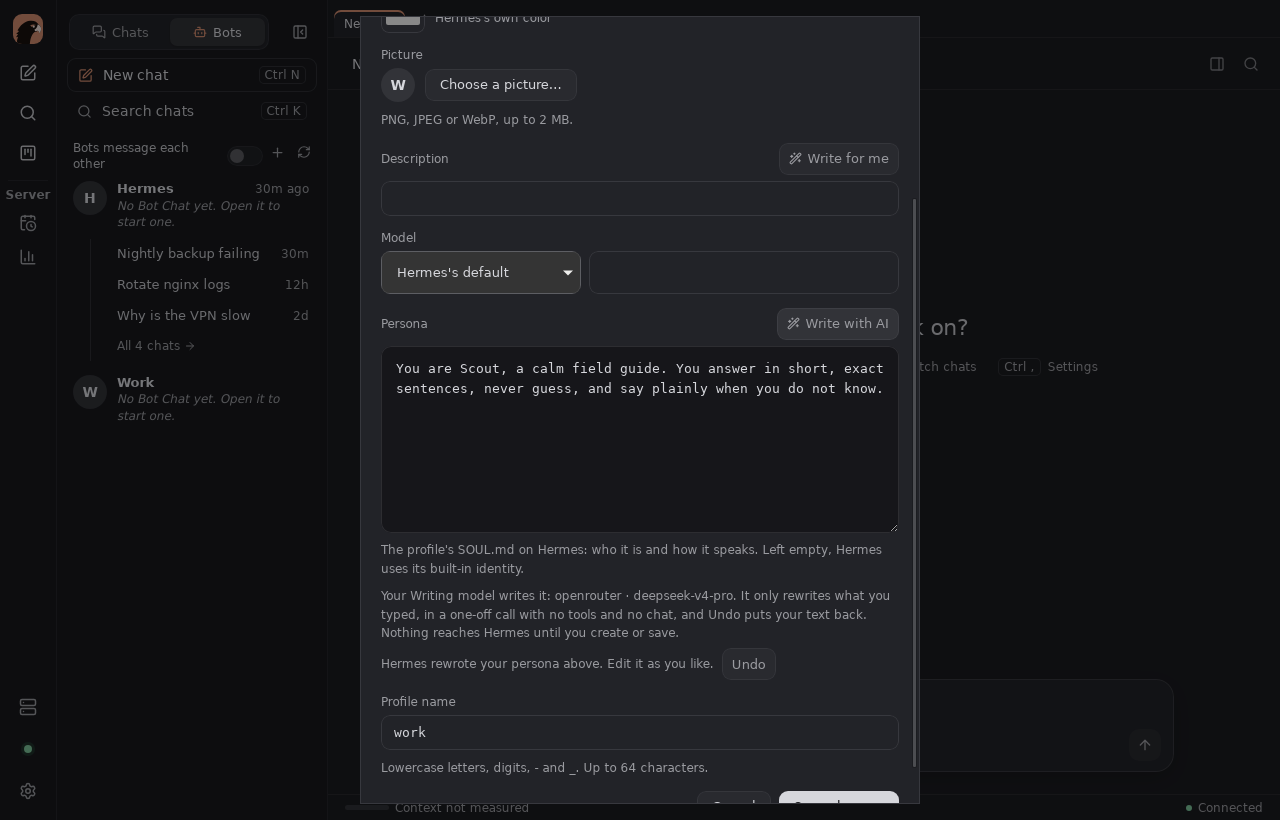 Chats
Bots
New chat
Ctrl N
Search chats
Ctrl K
Bots message each
other
Server
H
Hermes
30m ago
No Bot Chat yet. Open it to
start one.
Nightly backup failing
30m
Rotate nginx logs
12h
Why is the VPN slow
2d
All 4 chats →
W
Work
No Bot Chat yet. Open it to
start one.
Hermes's own color
Picture
W
Choose a picture…
PNG, JPEG or WebP, up to 2 MB.
Description
Write for me
Model
Hermes's default
Persona
Write with AI
You are Scout, a calm field guide. You answer in short, exact
sentences, never guess, and say plainly when you do not know.
The profile's SOUL.md on Hermes: who it is and how it speaks. Left empty, Hermes
uses its built-in identity.
Your Writing model writes it: openrouter · deepseek-v4-pro. It only rewrites what you
typed, in a one-off call with no tools and no chat, and Undo puts your text back.
Nothing reaches Hermes until you create or save.
Hermes rewrote your persona above. Edit it as you like.
Undo
Profile name
work
Lowercase letters, digits, - and _. Up to 64 characters.
on?
chats
Ctrl ,
Settings
Context not measured
Connected